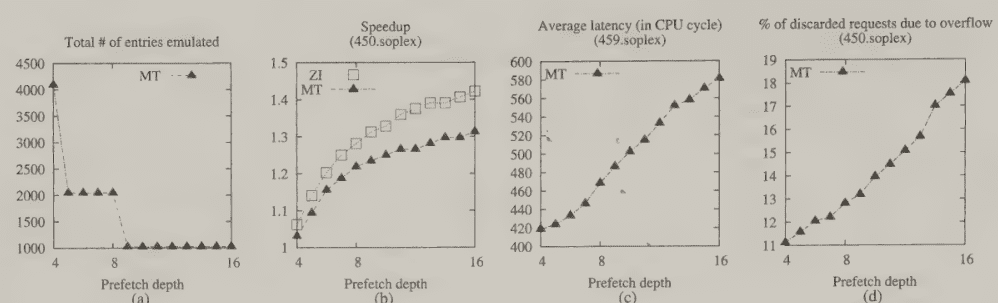 Total # of entries emulated
MT
4500
4000
3500
3000
2500
2000
1500
1000
4
8
16
Prefetch depth
(a)
Speedup
(450.soplex)
ZI
MT
1.5
1.4
1.3
1.2
1.1
1
4
8
16
Prefetch depth
(b)
Average latency (in CPU cycle)
(459.soplex)
MT
600
580
560
540
520
500
480
460
440
420
400
4
8
16
Prefetch depth
(c)
% of discarded requests due to overflow
(450.soplex)
MT
19
18
17
16
15
14
13
12
11
4
8
16
Prefetch depth
(d)